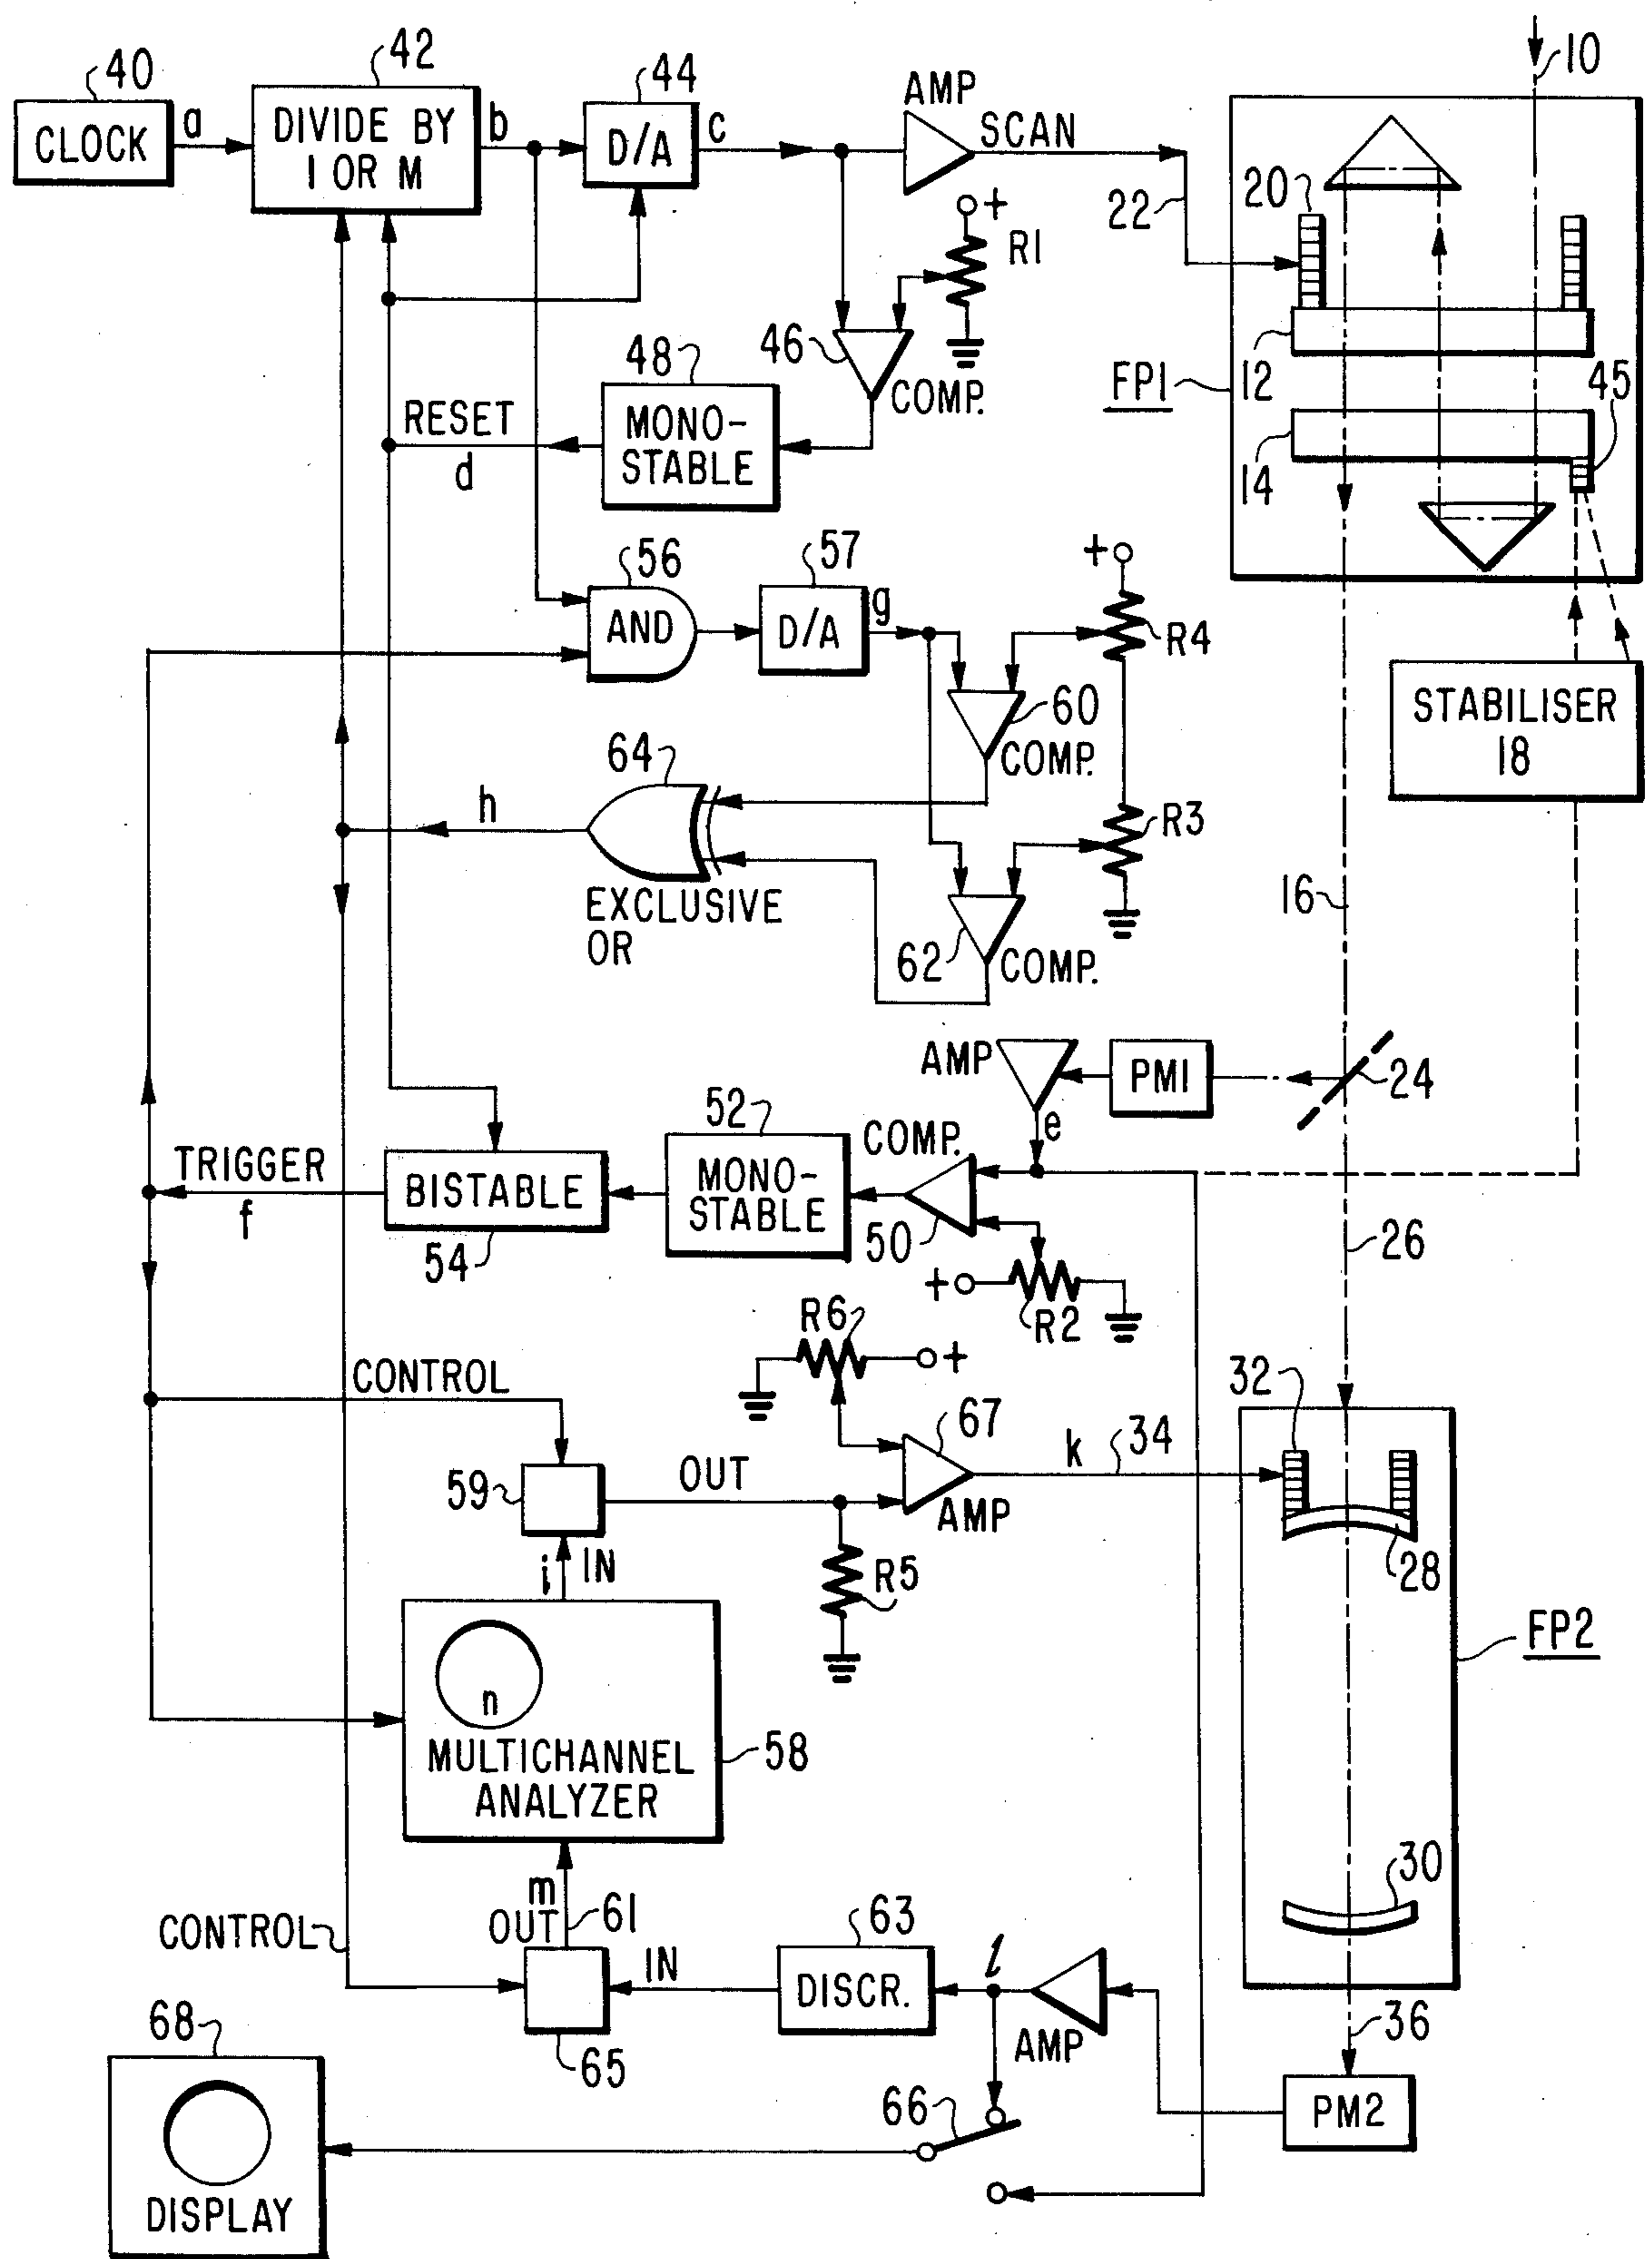 40
42
44
10
CLOCK
a
DIVIDE BY
1 OR M
b
D/A
c
AMP
SCAN
20
22
+
R1
46
COMP.
48
MONO-
STABLE
RESET
d
FP1
12
14
45
56
AND
57
D/A
g
+
R4
60
COMP.
STABILISER
18
64
h
EXCLUSIVE
OR
R3
62
COMP.
16
AMP
PM1
24
e
52
COMP.
TRIGGER
f
BISTABLE
54
MONO-
STABLE
50
+
R2
26
R6
+
CONTROL
32
67
k
34
59
OUT
AMP
i
IN
R5
28
n
MULTICHANNEL
ANALYZER
58
FP2
30
m
OUT
61
63
CONTROL
IN
DISCR.
l
AMP
65
36
68
66
PM2
DISPLAY